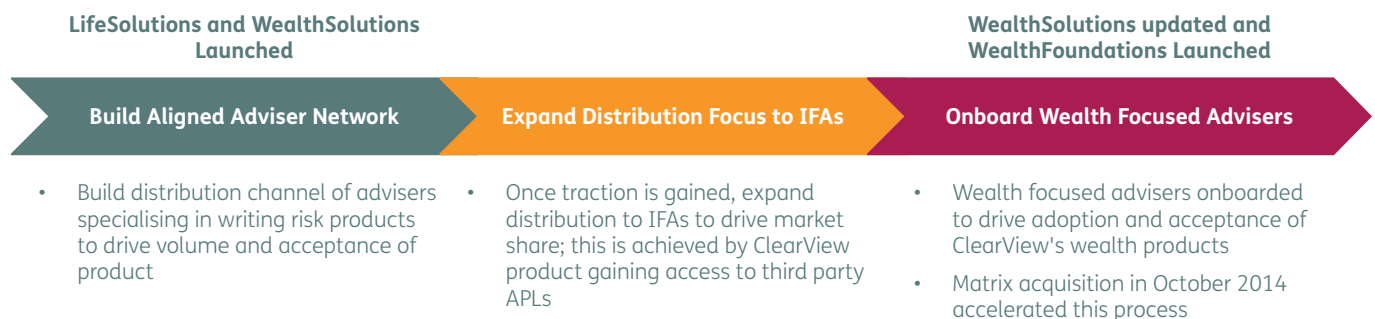 LifeSolutions and WealthSolutions
Launched
WealthSolutions updated and
WealthFoundations Launched
Build Aligned Adviser Network
Expand Distribution Focus to IFAs
Onboard Wealth Focused Advisers
• Build distribution channel of advisers
specialising in writing risk products
to drive volume and acceptance of
product
• Once traction is gained, expand
distribution to IFAs to drive market
share; this is achieved by ClearView
product gaining access to third party
APLs
• Wealth focused advisers onboarded
to drive adoption and acceptance of
ClearView's wealth products
• Matrix acquisition in October 2014
accelerated this process